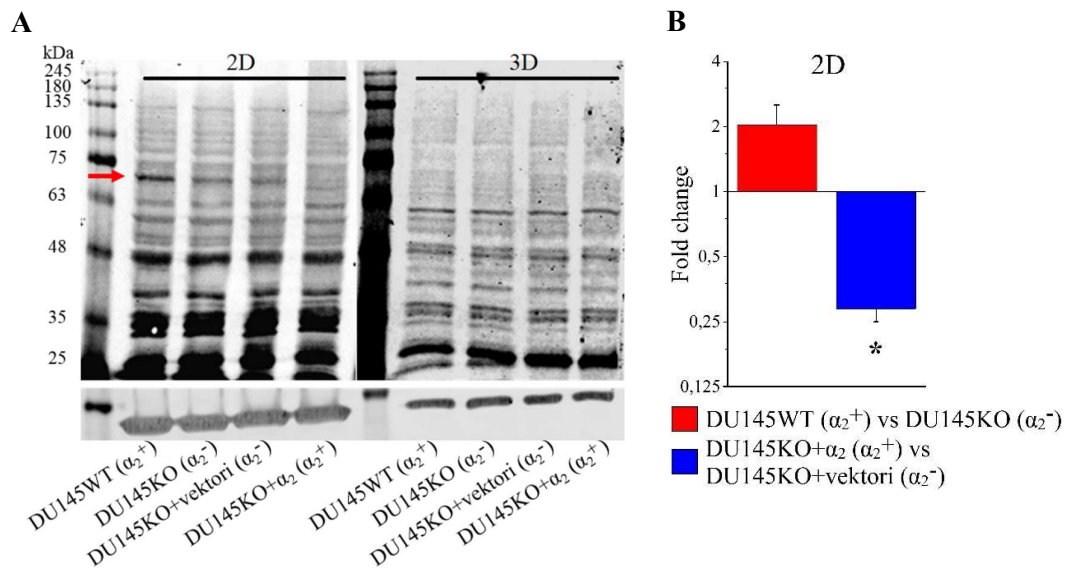 A
kDa
245
180
135
100
75
63
48
35
25
2D
3D
DU145WT (α₂⁺)
DU145KO (α₂⁻)
DU145KO+vektori (α₂⁻)
DU145KO+α₂ (α₂⁺)
DU145WT (α₂⁺)
DU145KO (α₂⁻)
DU145KO+vektori (α₂⁻)
DU145KO+α₂ (α₂⁺)
B
2D
Fold change
4
2
1
0,5
0,25
0,125
*
DU145WT (α₂⁺) vs DU145KO (α₂⁻)
DU145KO+α₂ (α₂⁺) vs
DU145KO+vektori (α₂⁻)